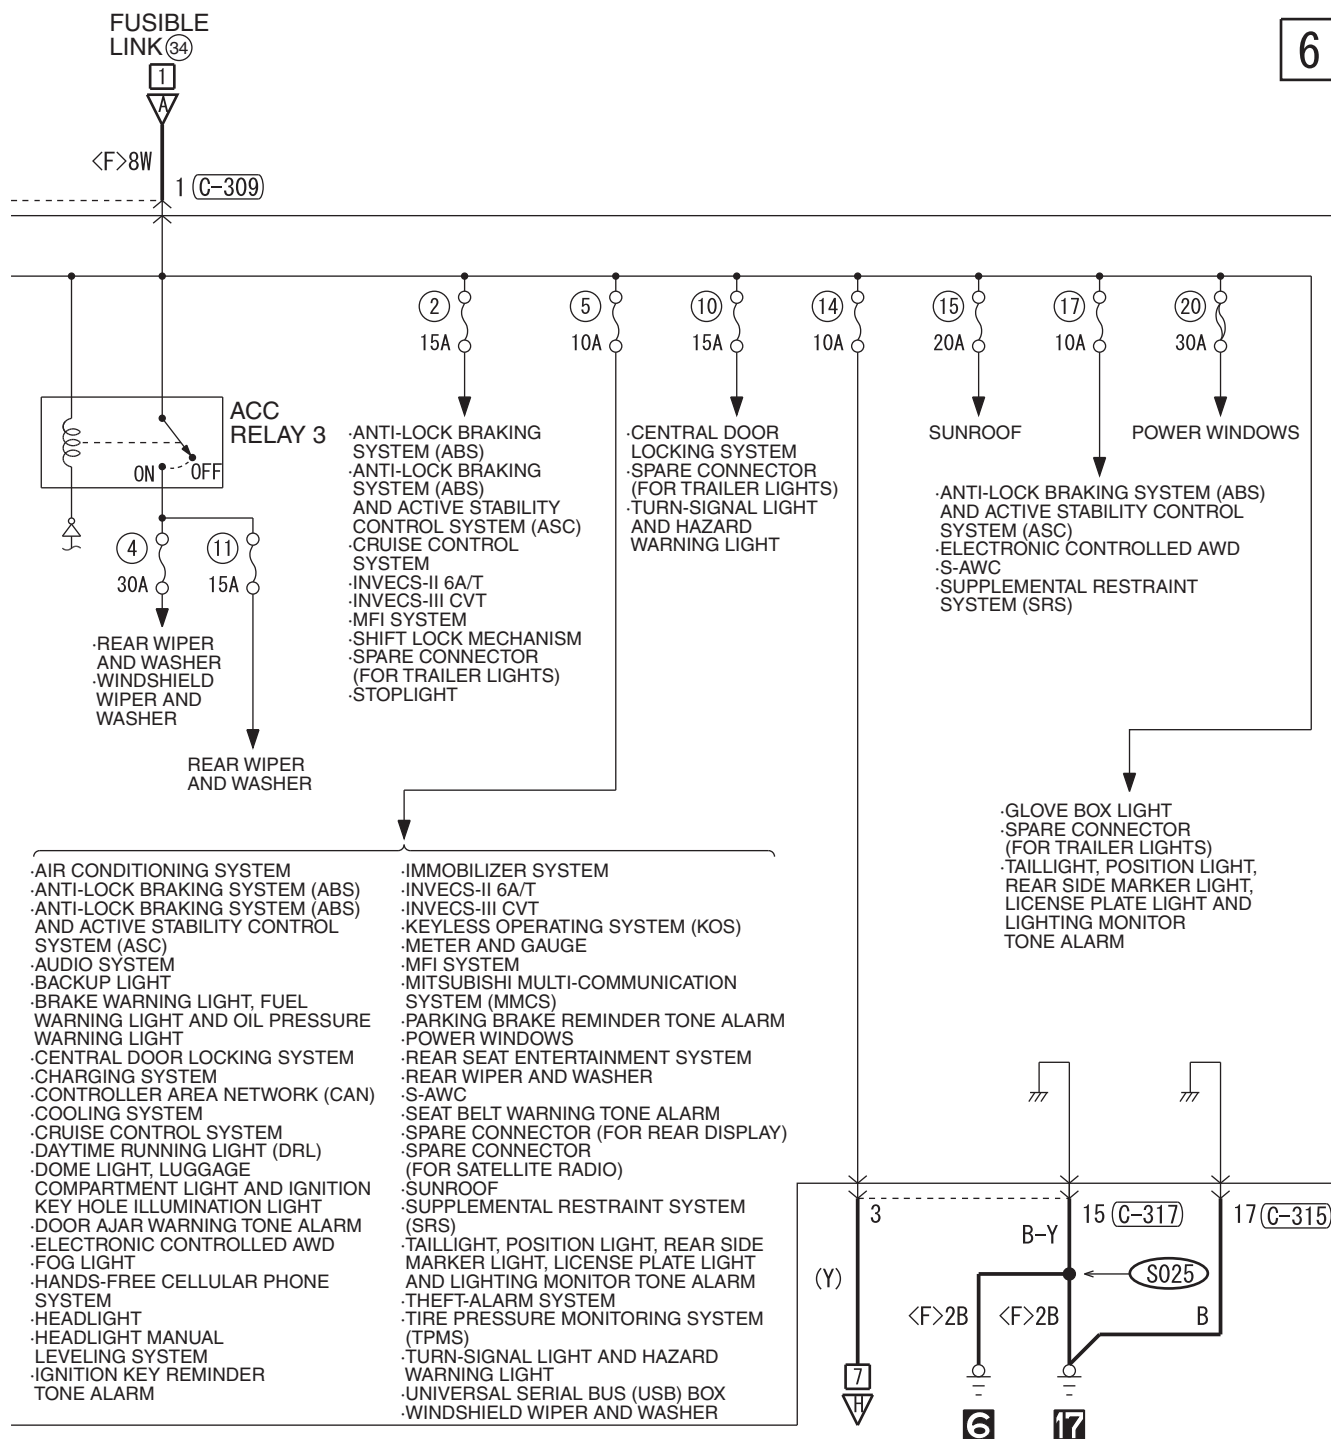 FUSIBLE
LINK 34
6
1
A
<F>8W
1 C-309
2
15A
5
10A
10
15A
14
10A
15
20A
17
10A
20
30A
ACC
RELAY 3
ON
OFF
4
30A
11
15A
·REAR WIPER
AND WASHER
·WINDSHIELD
WIPER AND
WASHER
REAR WIPER
AND WASHER
·ANTI-LOCK BRAKING
SYSTEM (ABS)
·ANTI-LOCK BRAKING
SYSTEM (ABS)
AND ACTIVE STABILITY
CONTROL SYSTEM (ASC)
·CRUISE CONTROL
SYSTEM
·INVECS-II 6A/T
·INVECS-III CVT
·MFI SYSTEM
·SHIFT LOCK MECHANISM
·SPARE CONNECTOR
(FOR TRAILER LIGHTS)
·STOPLIGHT
·CENTRAL DOOR
LOCKING SYSTEM
·SPARE CONNECTOR
(FOR TRAILER LIGHTS)
·TURN-SIGNAL LIGHT
AND HAZARD
WARNING LIGHT
SUNROOF
·ANTI-LOCK BRAKING SYSTEM (ABS)
AND ACTIVE STABILITY CONTROL
SYSTEM (ASC)
·ELECTRONIC CONTROLLED AWD
·S-AWC
·SUPPLEMENTAL RESTRAINT
SYSTEM (SRS)
POWER WINDOWS
·GLOVE BOX LIGHT
·SPARE CONNECTOR
(FOR TRAILER LIGHTS)
·TAILLIGHT, POSITION LIGHT,
REAR SIDE MARKER LIGHT,
LICENSE PLATE LIGHT AND
LIGHTING MONITOR
TONE ALARM
·AIR CONDITIONING SYSTEM
·ANTI-LOCK BRAKING SYSTEM (ABS)
·ANTI-LOCK BRAKING SYSTEM (ABS)
AND ACTIVE STABILITY CONTROL
SYSTEM (ASC)
·AUDIO SYSTEM
·BACKUP LIGHT
·BRAKE WARNING LIGHT, FUEL
WARNING LIGHT AND OIL PRESSURE
WARNING LIGHT
·CENTRAL DOOR LOCKING SYSTEM
·CHARGING SYSTEM
·CONTROLLER AREA NETWORK (CAN)
·COOLING SYSTEM
·CRUISE CONTROL SYSTEM
·DAYTIME RUNNING LIGHT (DRL)
·DOME LIGHT, LUGGAGE
COMPARTMENT LIGHT AND IGNITION
KEY HOLE ILLUMINATION LIGHT
·DOOR AJAR WARNING TONE ALARM
·ELECTRONIC CONTROLLED AWD
·FOG LIGHT
·HANDS-FREE CELLULAR PHONE
SYSTEM
·HEADLIGHT
·HEADLIGHT MANUAL
LEVELING SYSTEM
·IGNITION KEY REMINDER
TONE ALARM
·IMMOBILIZER SYSTEM
·INVECS-II 6A/T
·INVECS-III CVT
·KEYLESS OPERATING SYSTEM (KOS)
·METER AND GAUGE
·MFI SYSTEM
·MITSUBISHI MULTI-COMMUNICATION
SYSTEM (MMCS)
·PARKING BRAKE REMINDER TONE ALARM
·POWER WINDOWS
·REAR SEAT ENTERTAINMENT SYSTEM
·REAR WIPER AND WASHER
·S-AWC
·SEAT BELT WARNING TONE ALARM
·SPARE CONNECTOR (FOR REAR DISPLAY)
·SPARE CONNECTOR
(FOR SATELLITE RADIO)
·SUNROOF
·SUPPLEMENTAL RESTRAINT SYSTEM
(SRS)
·TAILLIGHT, POSITION LIGHT, REAR SIDE
MARKER LIGHT, LICENSE PLATE LIGHT
AND LIGHTING MONITOR TONE ALARM
·THEFT-ALARM SYSTEM
·TIRE PRESSURE MONITORING SYSTEM
(TPMS)
·TURN-SIGNAL LIGHT AND HAZARD
WARNING LIGHT
·UNIVERSAL SERIAL BUS (USB) BOX
·WINDSHIELD WIPER AND WASHER
3
15 C-317
17 C-315
B-Y
(Y)
S025
<F>2B
<F>2B
B
7
H
6
17